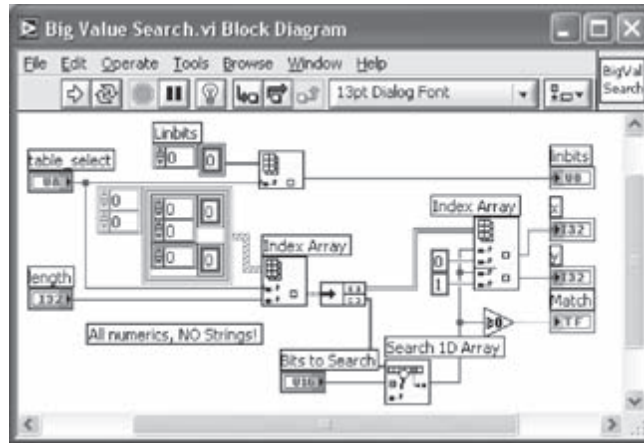 Big Value Search.vi Block Diagram
File Edit Operate Tools Browse Window Help
13pt Dialog Font
BigVal
Search
Linbits
0
0
table_select
U8
linbits
U8
0
0
0
0
0
0
0
Index Array
Index Array
x
I32
y
I32
0
1
length
I32
Match
TF
≥0
All numerics, NO Strings!
Bits to Search
U16
Search 1D Array